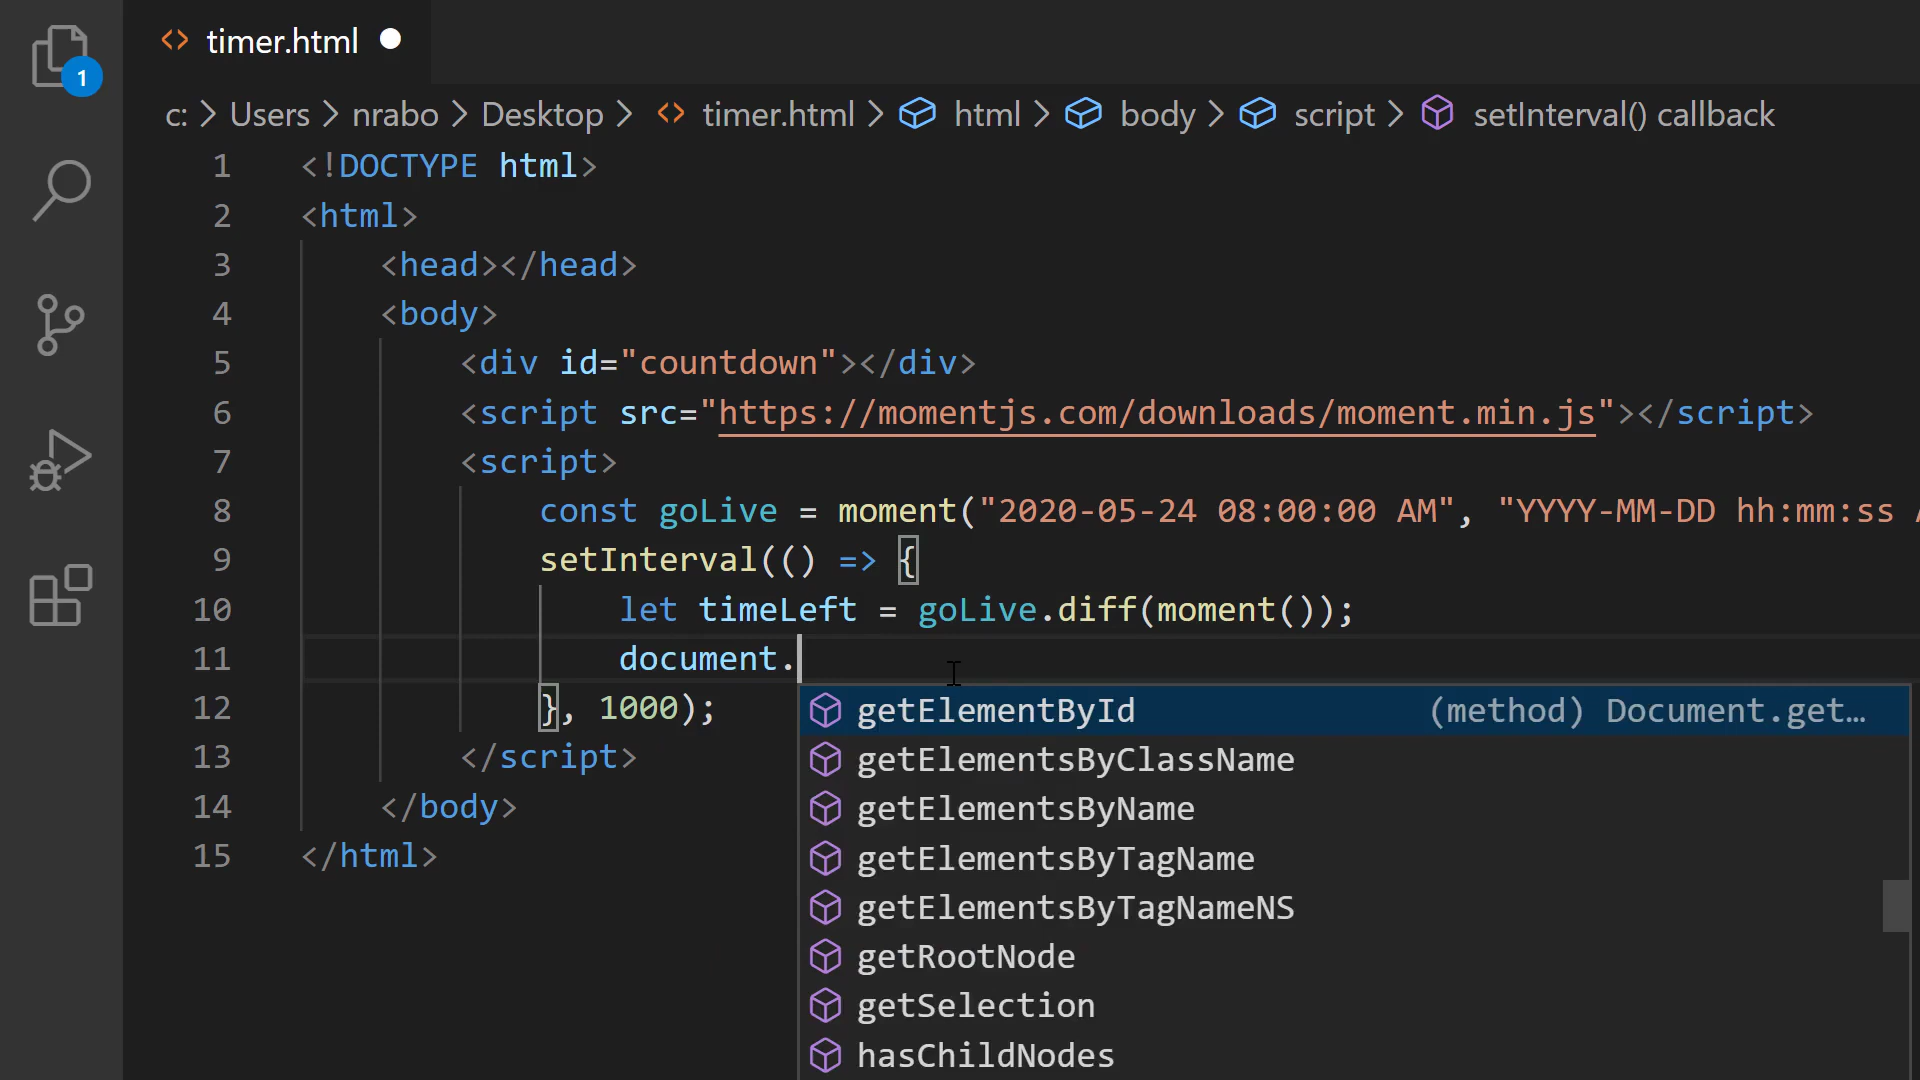 timer.html
1
c: > Users > nrabo > Desktop > <> timer.html > html > body > script > setInterval() callback
1 <!DOCTYPE html>
2 <html>
3 <head></head>
4 <body>
5 <div id="countdown"></div>
6 <script src="https://momentjs.com/downloads/moment.min.js"></script>
7 <script>
8 const goLive = moment("2020-05-24 08:00:00 AM", "YYYY-MM-DD hh:mm:ss
9 setInterval(() => {
10 let timeLeft = goLive.diff(moment());
11 document.
12 }, 1000);
13 </script>
14 </body>
15 </html>
getElementById (method) Document.get…
getElementsByClassName
getElementsByName
getElementsByTagName
getElementsByTagNameNS
getRootNode
getSelection
hasChildNodes